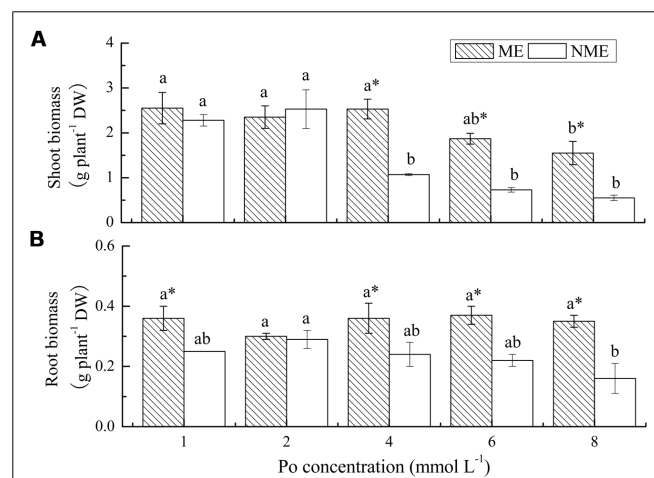 A
ME NME
Shoot biomass
(g plant⁻¹ DW)
4
3
2
1
0
a a a a a* b ab* b b* b
B
Root biomass
(g plant⁻¹ DW)
0.6
0.4
0.2
0.0
a* ab a a a* ab a* ab a* b
1 2 4 6 8
Po concentration (mmol L⁻¹)